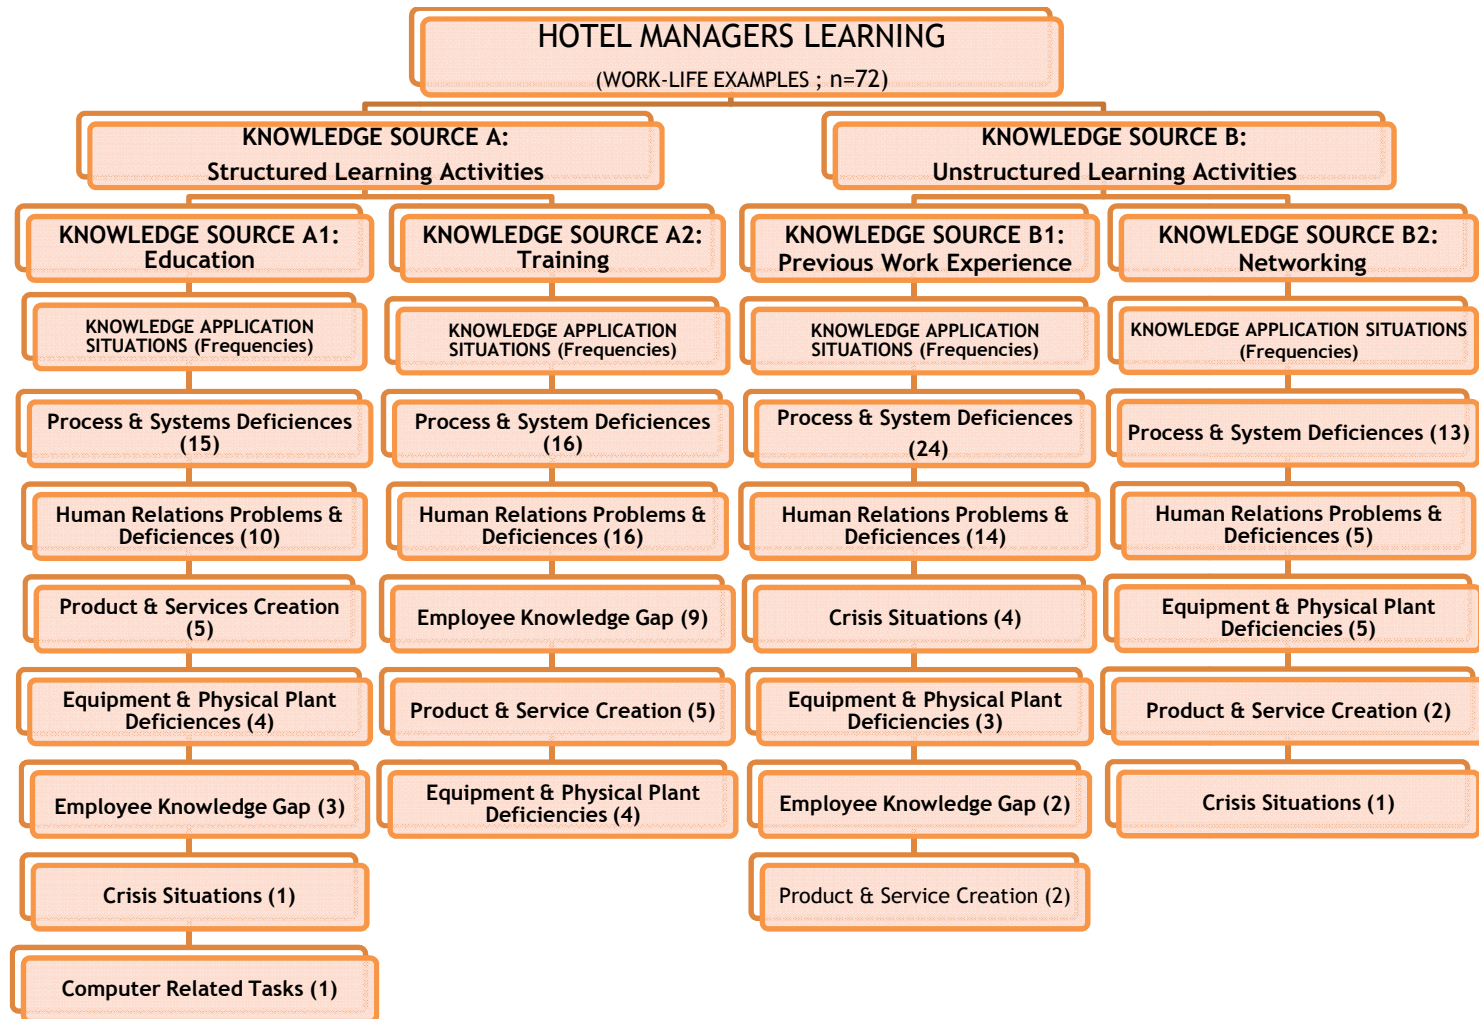 HOTEL MANAGERS LEARNING
(WORK-LIFE EXAMPLES ; n=72)
KNOWLEDGE SOURCE A:
Structured Learning Activities
KNOWLEDGE SOURCE B:
Unstructured Learning Activities
KNOWLEDGE SOURCE A1:
Education
KNOWLEDGE APPLICATION
SITUATIONS (Frequencies)
Process & Systems Deficiences
(15)
Human Relations Problems &
Deficiences (10)
Product & Services Creation
(5)
Equipment & Physical Plant
Deficiences (4)
Employee Knowledge Gap (3)
Crisis Situations (1)
Computer Related Tasks (1)
KNOWLEDGE SOURCE A2:
Training
KNOWLEDGE APPLICATION
SITUATIONS (Frequencies)
Process & System Deficiences
(16)
Human Relations Problems &
Deficiences (16)
Employee Knowledge Gap (9)
Product & Service Creation (5)
Equipment & Physical Plant
Deficiencies (4)
KNOWLEDGE SOURCE B1:
Previous Work Experience
KNOWLEDGE APPLICATION
SITUATIONS (Frequencies)
Process & System Deficiences
(24)
Human Relations Problems &
Deficiences (14)
Crisis Situations (4)
Equipment & Physical Plant
Deficiencies (3)
Employee Knowledge Gap (2)
Product & Service Creation (2)
KNOWLEDGE SOURCE B2:
Networking
KNOWLEDGE APPLICATION SITUATIONS
(Frequencies)
Process & System Deficiences (13)
Human Relations Problems &
Deficiences (5)
Equipment & Physical Plant
Deficiencies (5)
Product & Service Creation (2)
Crisis Situations (1)